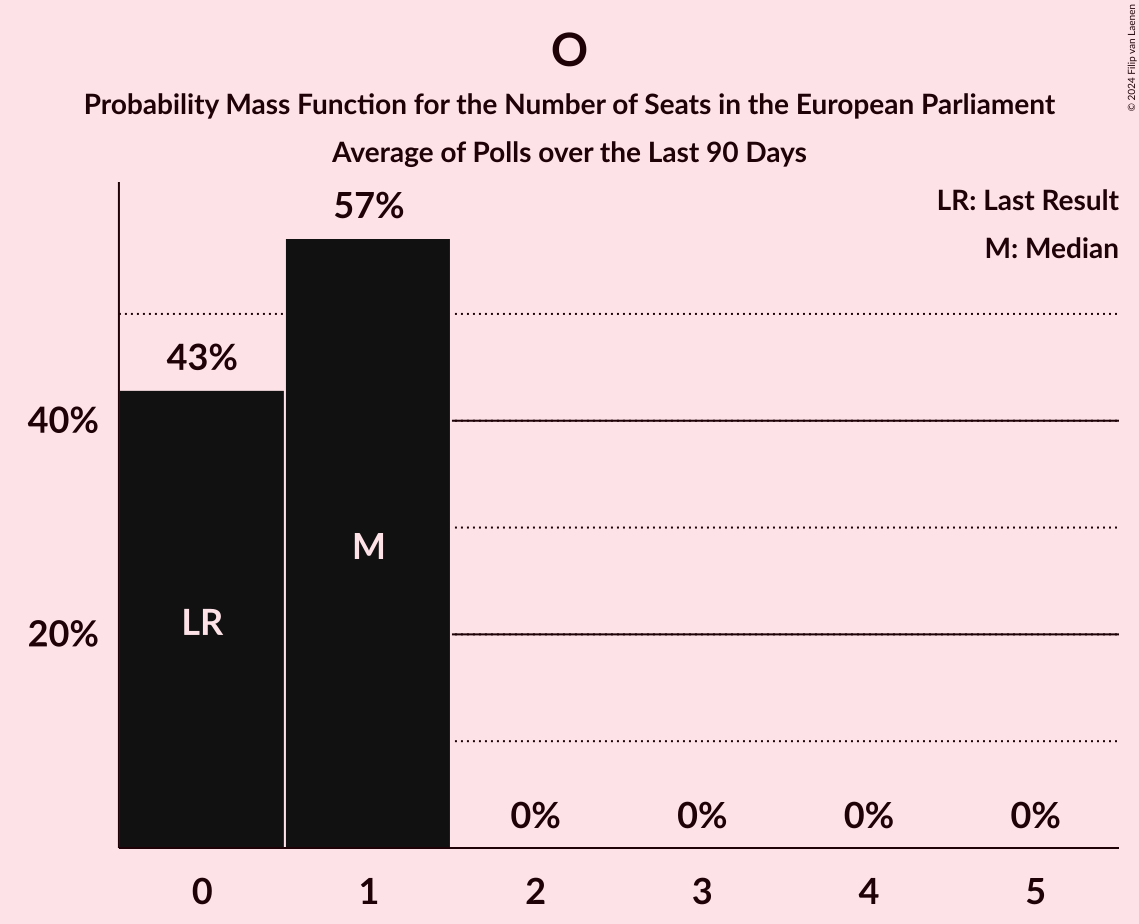 O
Probability Mass Function for the Number of Seats in the European Parliament
Average of Polls over the Last 90 Days
© 2024 Filip van Laenen
LR: Last Result
M: Median
57%
43%
40%
20%
M
LR
0% 0% 0% 0%
0 1 2 3 4 5